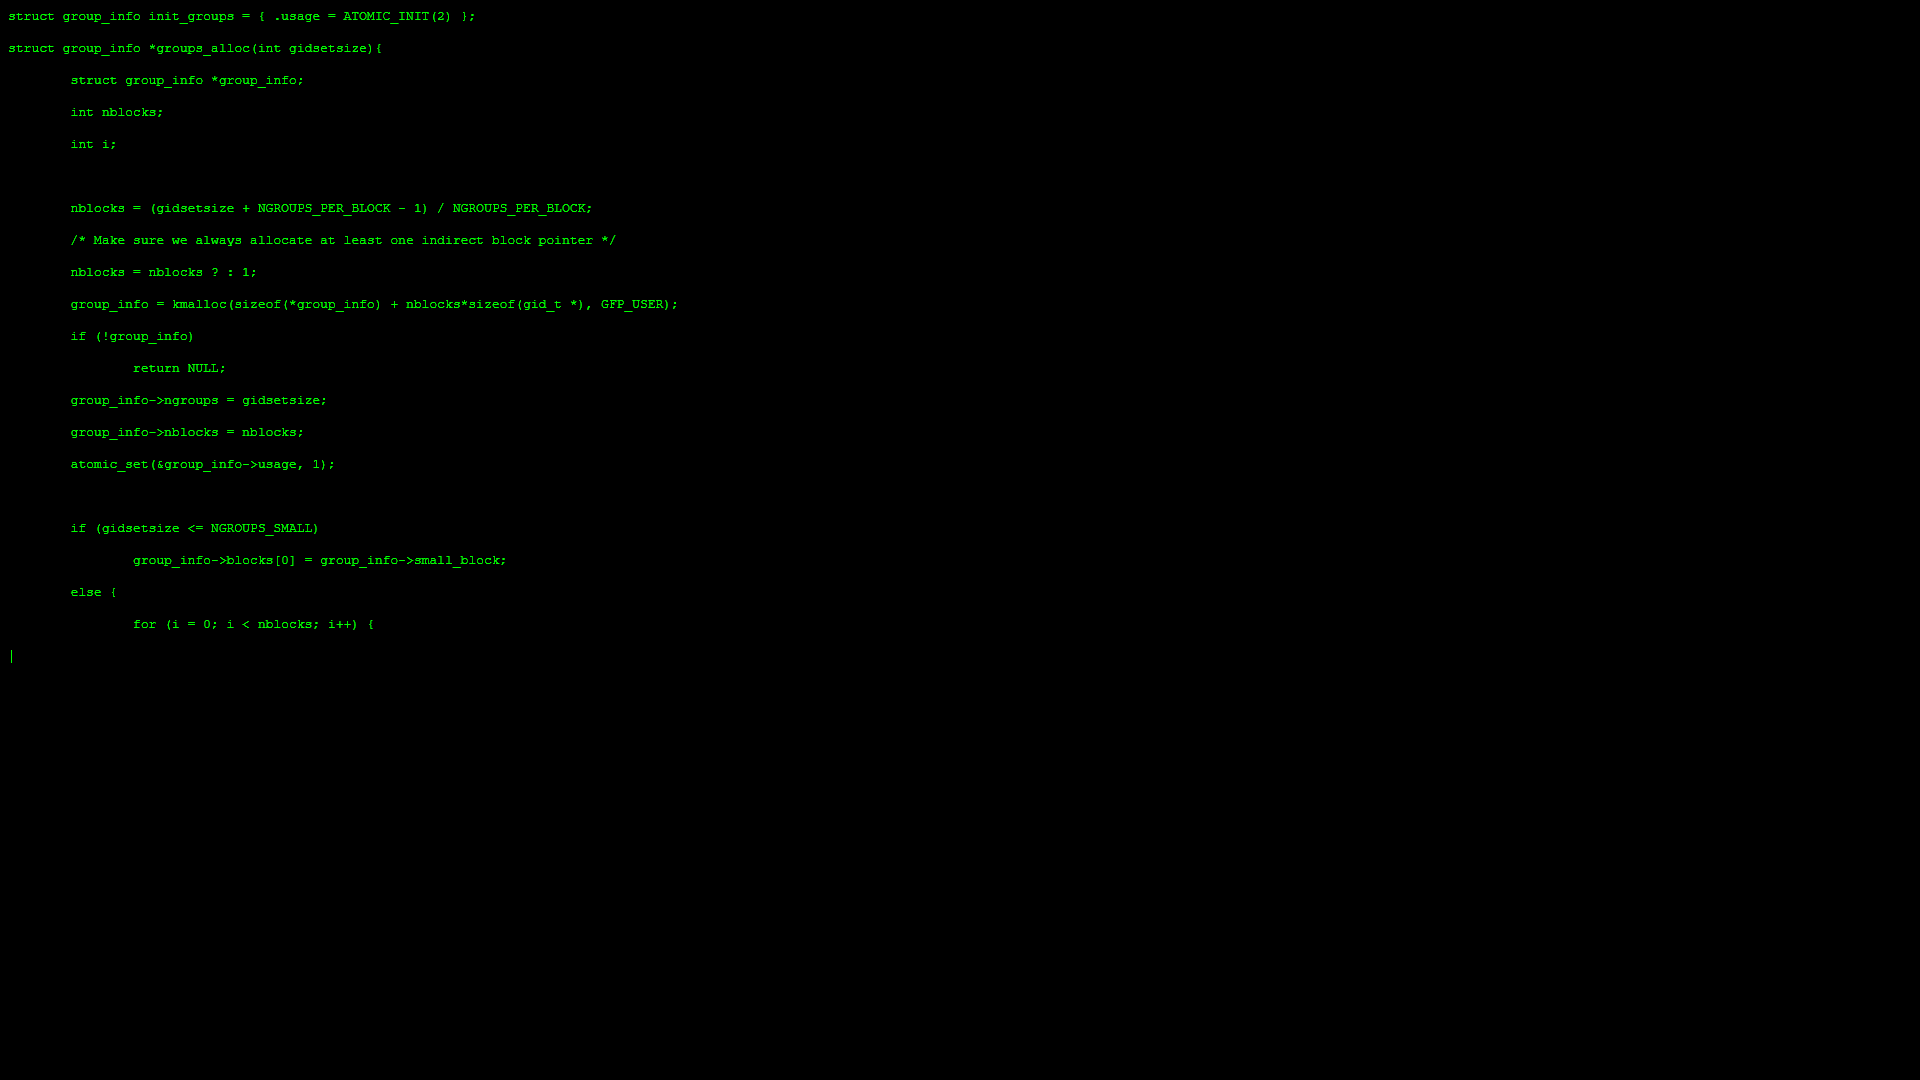 struct group_info init_groups = { .usage = ATOMIC_INIT(2) };
struct group_info *groups_alloc(int gidsetsize){
struct group_info *group_info;
int nblocks;
int i;
nblocks = (gidsetsize + NGROUPS_PER_BLOCK - 1) / NGROUPS_PER_BLOCK;
/* Make sure we always allocate at least one indirect block pointer */
nblocks = nblocks ? : 1;
group_info = kmalloc(sizeof(*group_info) + nblocks*sizeof(gid_t *), GFP_USER);
if (!group_info)
return NULL;
group_info->ngroups = gidsetsize;
group_info->nblocks = nblocks;
atomic_set(&group_info->usage, 1);
if (gidsetsize <= NGROUPS_SMALL)
group_info->blocks[0] = group_info->small_block;
else {
for (i = 0; i < nblocks; i++) {